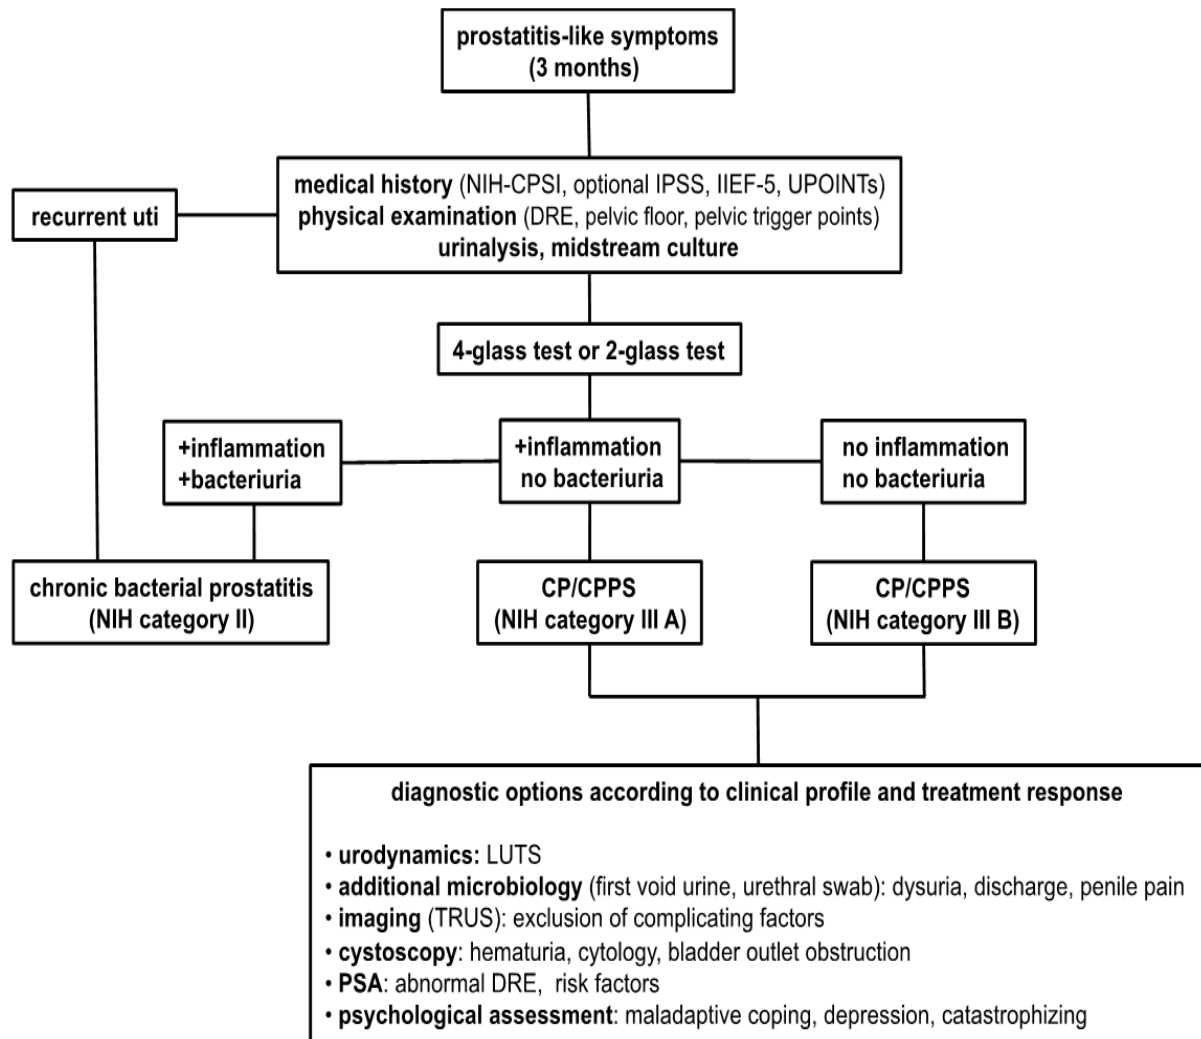 prostatitis-like symptoms
(3 months)
medical history (NIH-CPSI, optional IPSS, IIEF-5, UPOINTs)
physical examination (DRE, pelvic floor, pelvic trigger points)
urinalysis, midstream culture
recurrent uti
4-glass test or 2-glass test
+inflammation
+bacteriuria
+inflammation
no bacteriuria
no inflammation
no bacteriuria
chronic bacterial prostatitis
(NIH category II)
CP/CPPS
(NIH category III A)
CP/CPPS
(NIH category III B)
diagnostic options according to clinical profile and treatment response
• urodynamics: LUTS
• additional microbiology (first void urine, urethral swab): dysuria, discharge, penile pain
• imaging (TRUS): exclusion of complicating factors
• cystoscopy: hematuria, cytology, bladder outlet obstruction
• PSA: abnormal DRE, risk factors
• psychological assessment: maladaptive coping, depression, catastrophizing